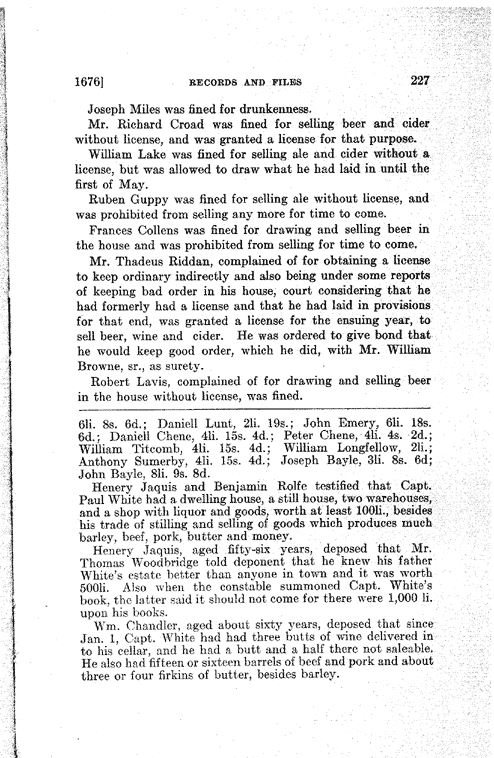 1676] RECORDS AND FILES 227
Joseph Miles was fined for drunkenness.
Mr. Richard Croad was fined for selling beer and cider
without license, and was granted a license for that purpose.
William Lake was fined for selling ale and cider without a
license, but was allowed to draw what he had laid in until the
first of May.
Ruben Guppy was fined for selling ale without license, and
was prohibited from selling any more for time to come.
Frances Collens was fined for drawing and selling beer in
the house and was prohibited from selling for time to come.
Mr. Thadeus Riddan, complained of for obtaining a license
to keep ordinary indirectly and also being under some reports
of keeping bad order in his house, court considering that he
had formerly had a license and that he had laid in provisions
for that end, was granted a license for the ensuing year, to
sell beer, wine and cider. He was ordered to give bond that
he would keep good order, which he did, with Mr. William
Browne, sr., as surety.
Robert Lavis, complained of for drawing and selling beer
in the house without license, was fined.
6li. 8s. 6d.; Daniell Lunt, 2li. 19s.; John Emery, 6li. 18s.
6d.; Daniell Chene, 4li. 15s. 4d.; Peter Chene, 4li. 4s. 2d.;
William Titcomb, 4li. 15s. 4d.; William Longfellow, 2li.;
Anthony Sumerby, 4li. 15s. 4d.; Joseph Bayle, 3li. 8s. 6d;
John Bayle, 8li. 9s. 8d.
Henery Jaquis and Benjamin Rolfe testified that Capt.
Paul White had a dwelling house, a still house, two warehouses,
and a shop with liquor and goods, worth at least 100li., besides
his trade of stilling and selling of goods which produces much
barley, beef, pork, butter and money.
Henery Jaquis, aged fifty-six years, deposed that Mr.
Thomas Woodbridge told deponent that he knew his father
White's estate better than anyone in town and it was worth
500li. Also when the constable summoned Capt. White's
book, the latter said it should not come for there were 1,000 li.
upon his books.
Wm. Chandler, aged about sixty years, deposed that since
Jan. 1, Capt. White had had three butts of wine delivered in
to his cellar, and he had a butt and a half there not saleable.
He also had fifteen or sixteen barrels of beef and pork and about
three or four firkins of butter, besides barley.